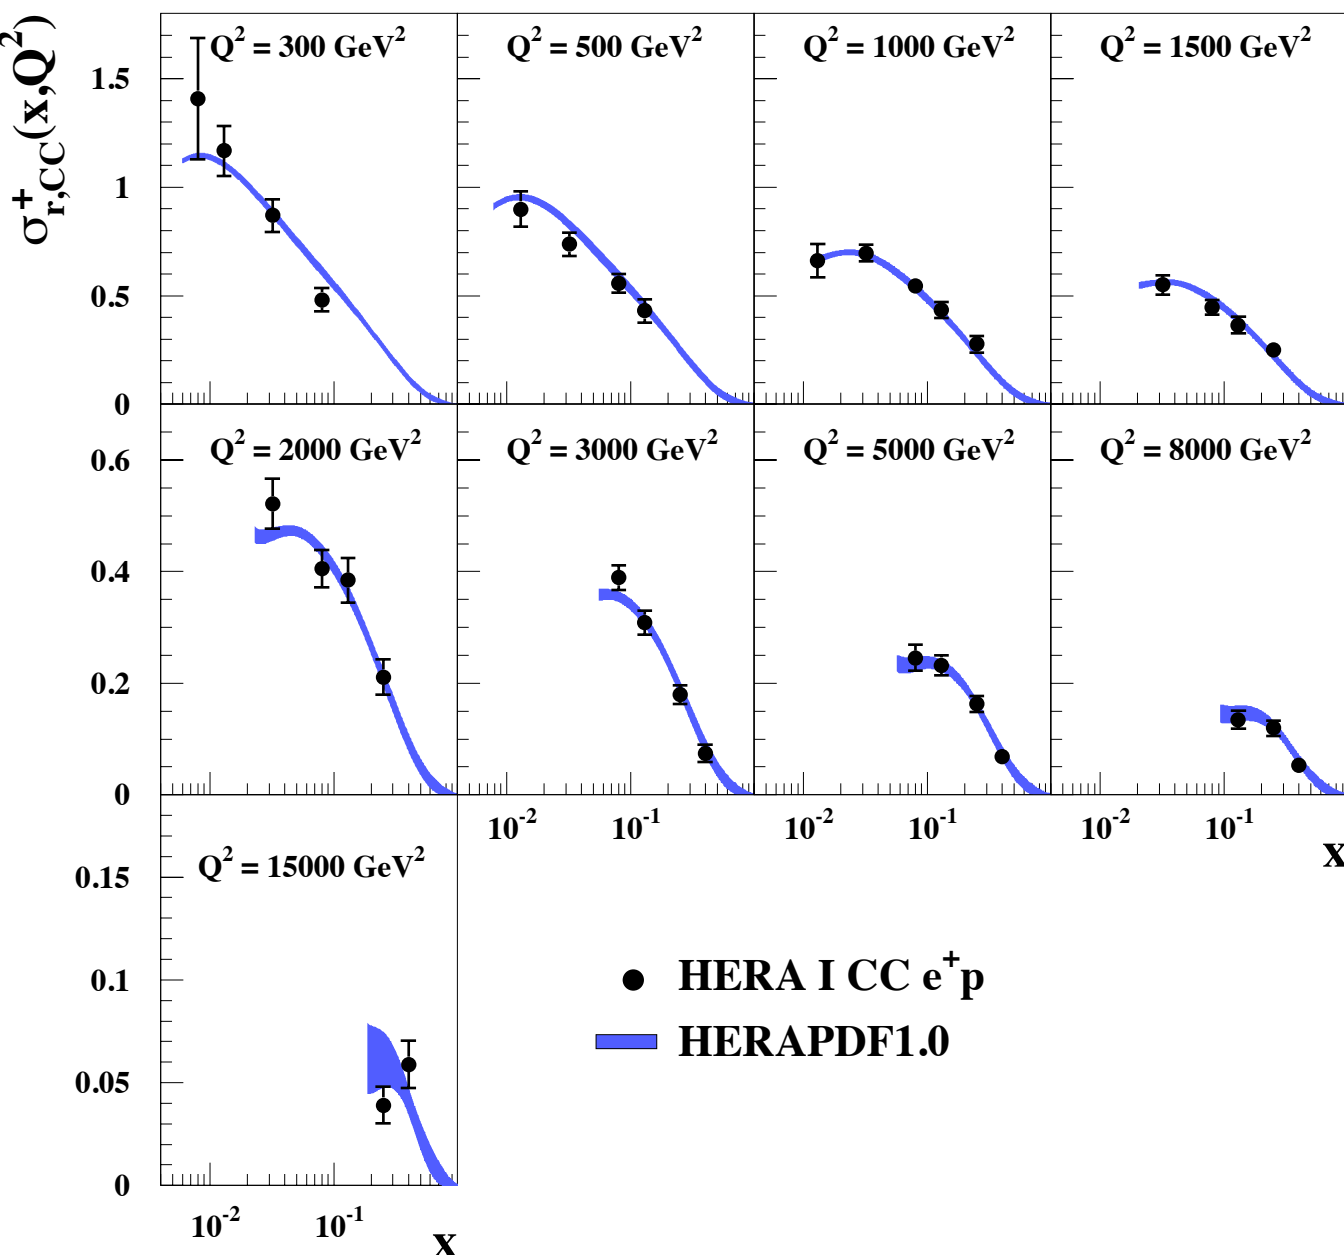 σ⁺r,CC(x,Q²)
Q² = 300 GeV²
Q² = 500 GeV²
Q² = 1000 GeV²
Q² = 1500 GeV²
1.5
1
0.5
0
Q² = 2000 GeV²
Q² = 3000 GeV²
Q² = 5000 GeV²
Q² = 8000 GeV²
0.6
0.4
0.2
0
10⁻² 10⁻¹ 10⁻² 10⁻¹ 10⁻² 10⁻¹
x
Q² = 15000 GeV²
0.15
0.1
0.05
0
10⁻² 10⁻¹
x
HERA I CC e⁺p
HERAPDF1.0